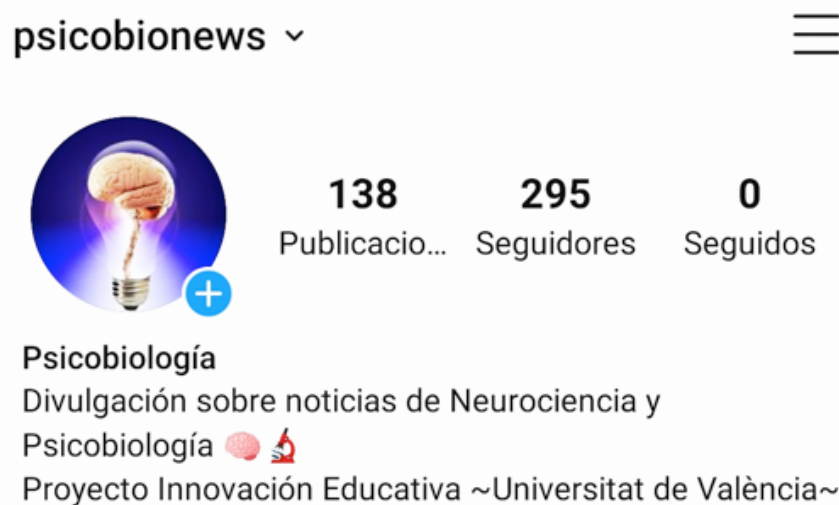 psicobionews
138 295 0
Publicacio... Seguidores Seguidos
Psicobiología
Divulgación sobre noticias de Neurociencia y
Psicobiología 🧠🔬
Proyecto Innovación Educativa ~Universitat de València~